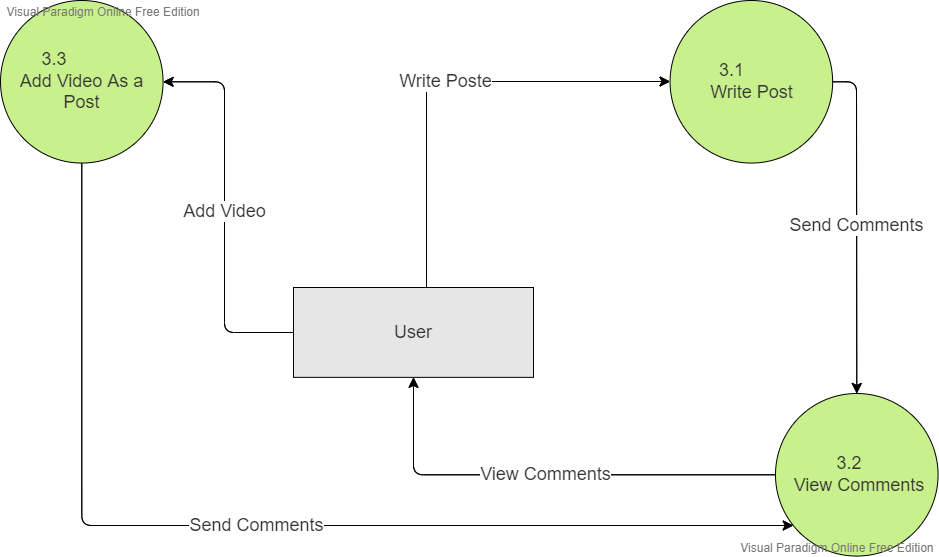 Visual Paradigm Online Free Edition
3.3
Add Video As a
Post
Write Poste
3.1
Write Post
Add Video
Send Comments
User
3.2
View Comments
View Comments
Send Comments
Visual Paradigm Online Free Edition